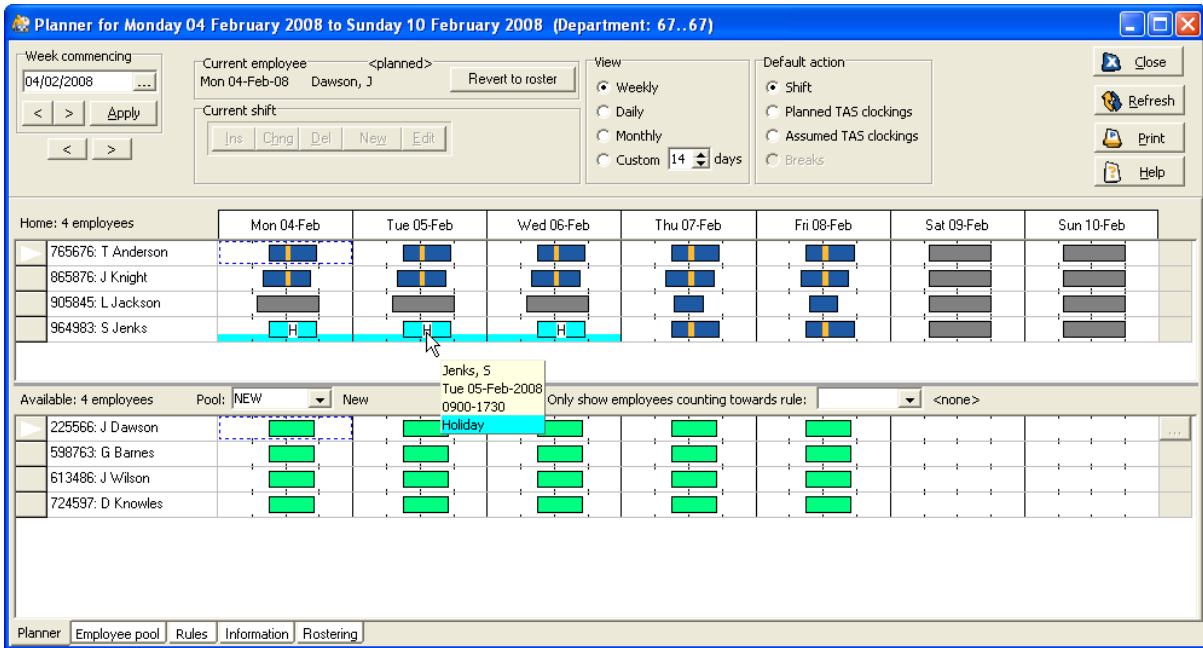 Planner for Monday 04 February 2008 to Sunday 10 February 2008 (Department: 67..67)
Week commencing
04/02/2008 ...
< > Apply
< >
Current employee <planned>
Mon 04-Feb-08 Dawson, J Revert to roster
Current shift
Ins Chng Del New Edit
View
Weekly
Daily
Monthly
Custom 14 days
Default action
Shift
Planned TAS clockings
Assumed TAS clockings
Breaks
Close
Refresh
Print
Help
Home: 4 employees Mon 04-Feb Tue 05-Feb Wed 06-Feb Thu 07-Feb Fri 08-Feb Sat 09-Feb Sun 10-Feb
765676: T Anderson
865876: J Knight
905845: L Jackson
964983: S Jenks H H H
Jenks, S
Tue 05-Feb-2008
0900-1730
Holiday
Available: 4 employees Pool: NEW New Only show employees counting towards rule: <none>
225566: J Dawson ...
598763: G Barnes
613486: J Wilson
724597: D Knowles
Planner Employee pool Rules Information Rostering